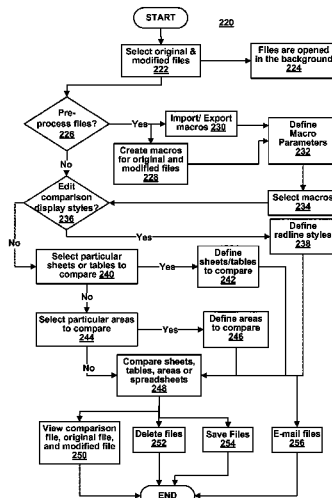 START
220
Select original &
modified files
222
Files are opened
in the background
224
Pre-
process files?
226
Yes
Import/ Export
macros 230
Define
Macro
Parameters
232
Create macros
for original and
modified files
228
No
Edit
comparison
display styles?
236
Select macros
234
No
Yes
Define
redline styles
238
Select particular
sheets or tables to
compare 240
Yes
Define
sheets/tables
to compare
242
No
Select particular
areas to compare
244
Yes
Define areas
to compare
246
No
Compare sheets,
tables, areas or
spreadsheets
248
View comparison
file, original file,
and modified file
250
Delete files
252
Save Files
254
E-mail files
256
END